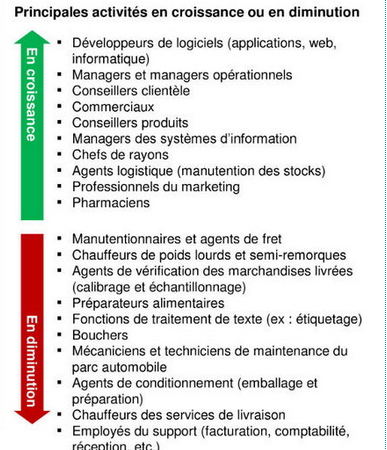 Principales activités en croissance ou en diminution
En croissance
▪ Développeurs de logiciels (applications, web,
informatique)
▪ Managers et managers opérationnels
▪ Conseillers clientèle
▪ Commerciaux
▪ Conseillers produits
▪ Managers des systèmes d'information
▪ Chefs de rayons
▪ Agents logistique (manutention des stocks)
▪ Professionnels du marketing
▪ Pharmaciens
En diminution
▪ Manutentionnaires et agents de fret
▪ Chauffeurs de poids lourds et semi-remorques
▪ Agents de vérification des marchandises livrées
(calibrage et échantillonnage)
▪ Préparateurs alimentaires
▪ Fonctions de traitement de texte (ex : étiquetage)
▪ Bouchers
▪ Mécaniciens et techniciens de maintenance du
parc automobile
▪ Agents de conditionnement (emballage et
préparation)
▪ Chauffeurs des services de livraison
▪ Employés du support (facturation, comptabilité,
réception, etc.)